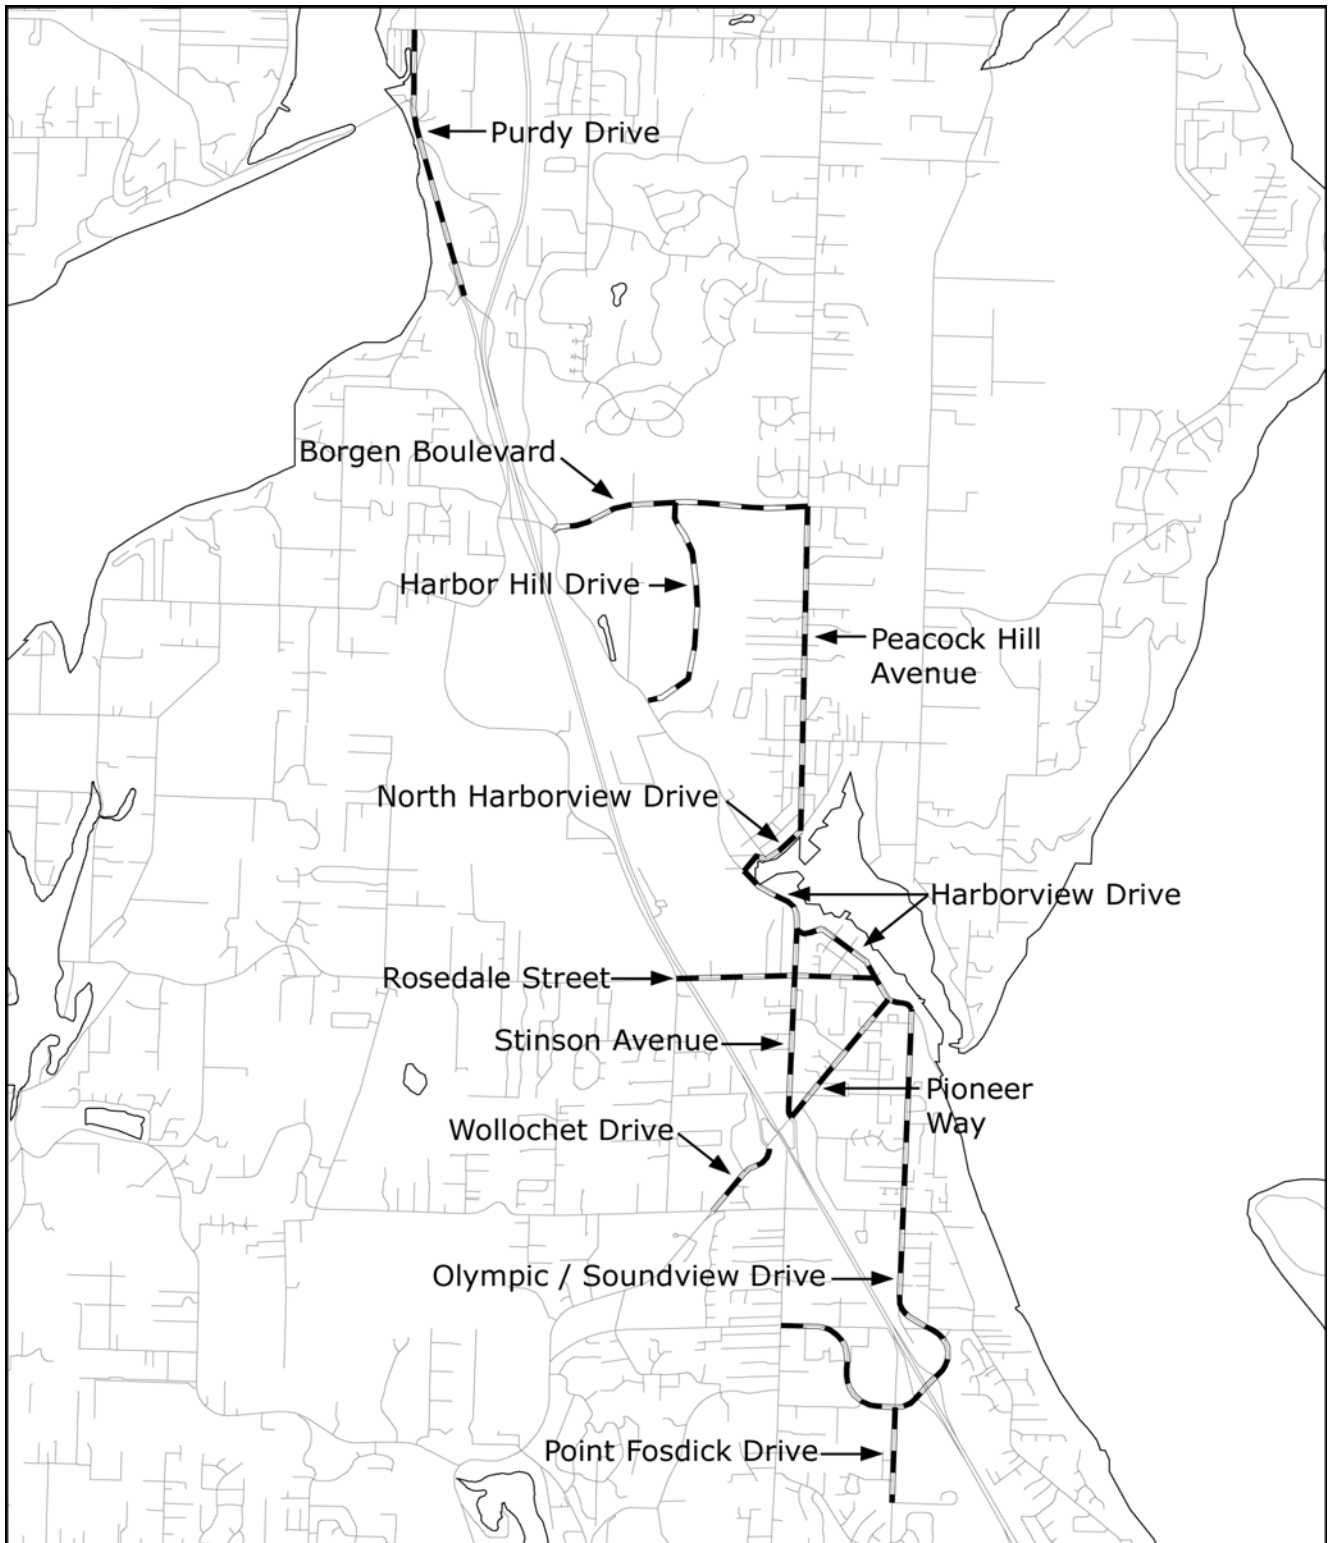 Purdy Drive
Borgen Boulevard
Harbor Hill Drive
Peacock Hill
Avenue
North Harborview Drive
Harborview Drive
Rosedale Street
Stinson Avenue
Pioneer
Way
Wollochet Drive
Olympic / Soundview Drive
Point Fosdick Drive